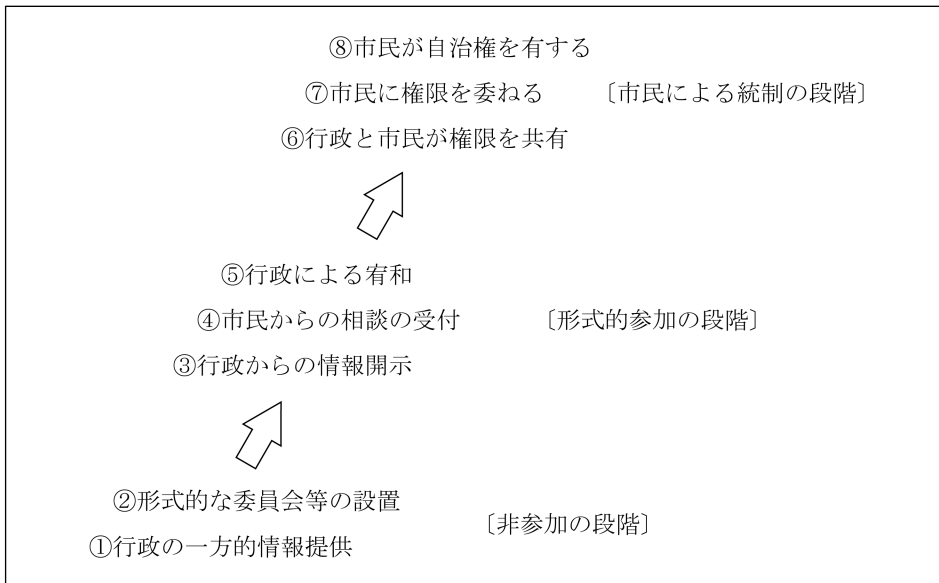 ⑧市民が自治権を有する
⑦市民に権限を委ねる 〔市民による統制の段階〕
⑥行政と市民が権限を共有
⑤行政による宥和
④市民からの相談の受付 〔形式的参加の段階〕
③行政からの情報開示
②形式的な委員会等の設置
〔非参加の段階〕
①行政の一方的情報提供